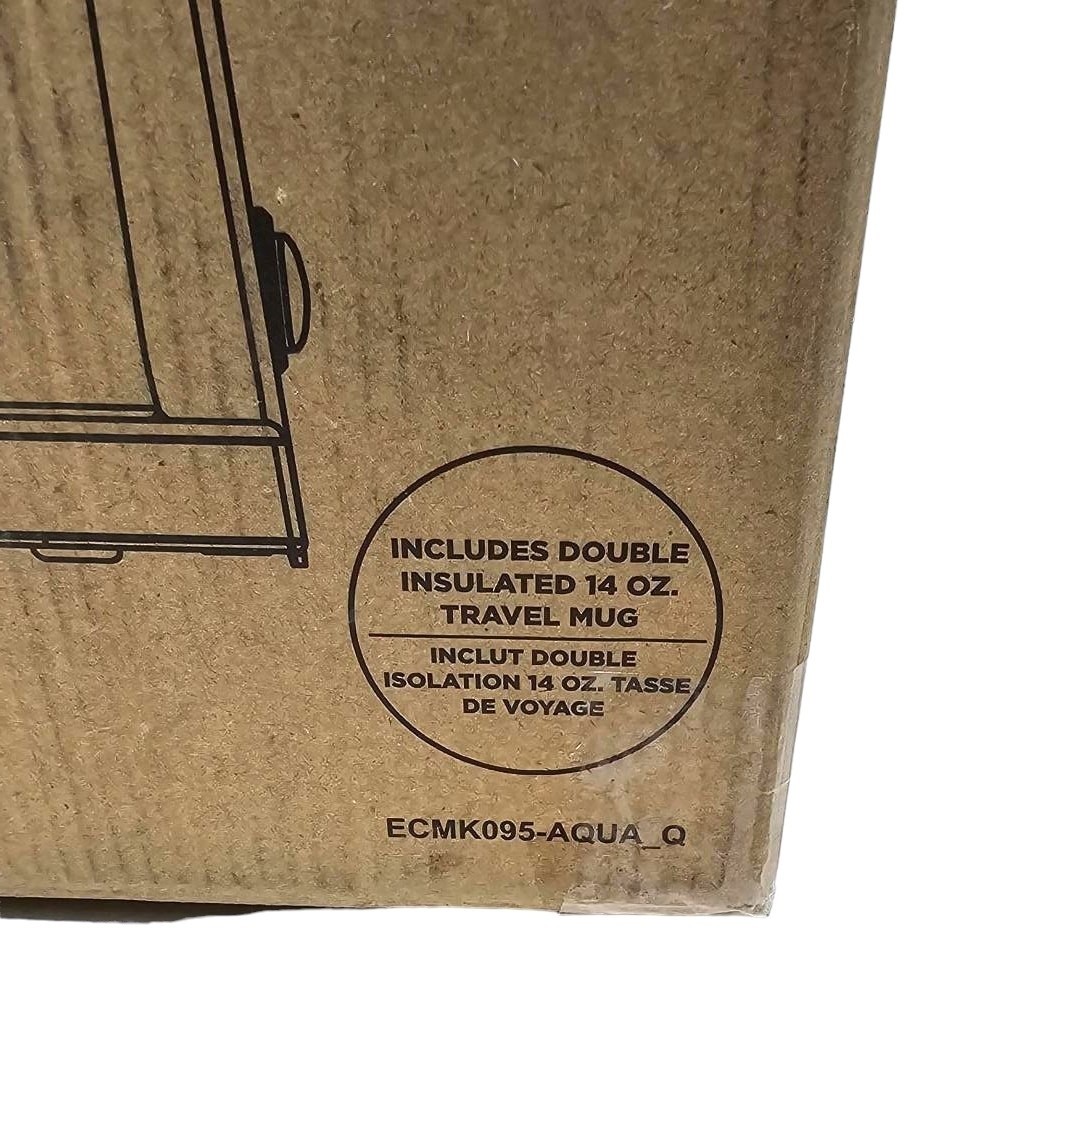 INCLUDES DOUBLE
INSULATED 14 OZ.
TRAVEL MUG
INCLUT DOUBLE
ISOLATION 14 OZ. TASSE
DE VOYAGE
ECMK095-AQUA_Q